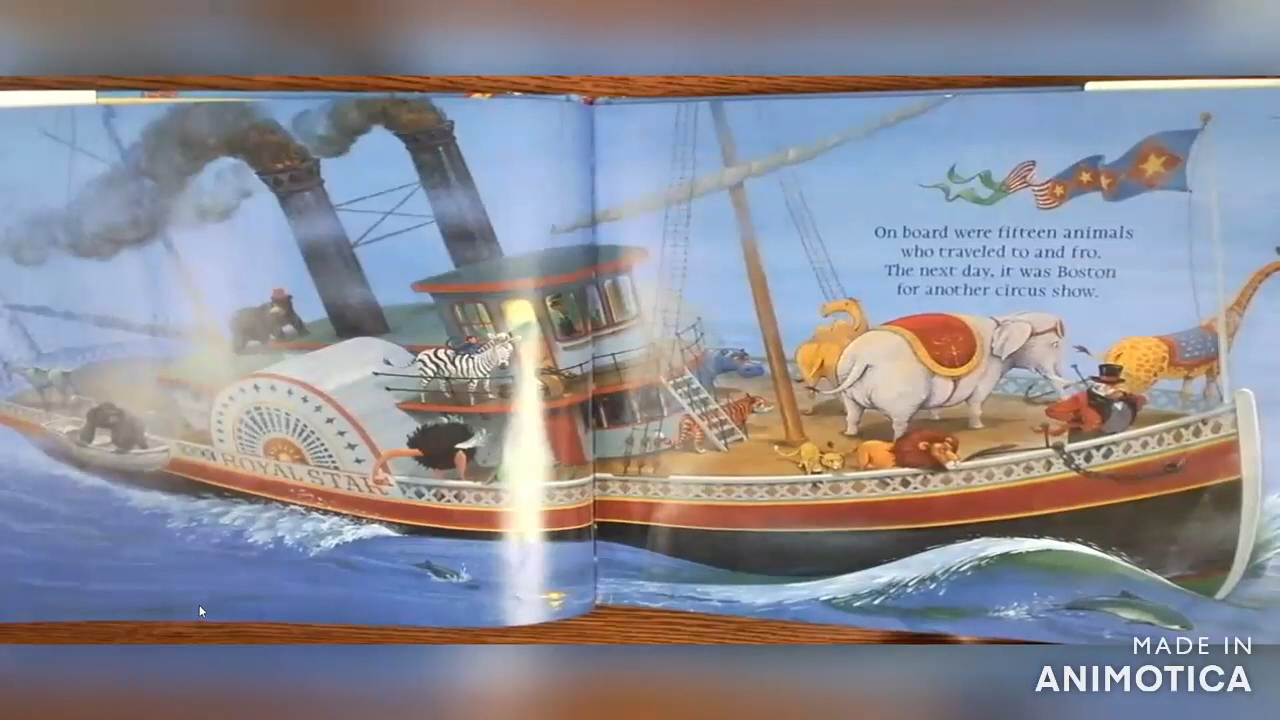 On board were fifteen animals
who traveled to and fro.
The next day, it was Boston
for another circus show.
ROYAL STAR
MADE IN
ANIMOTICA